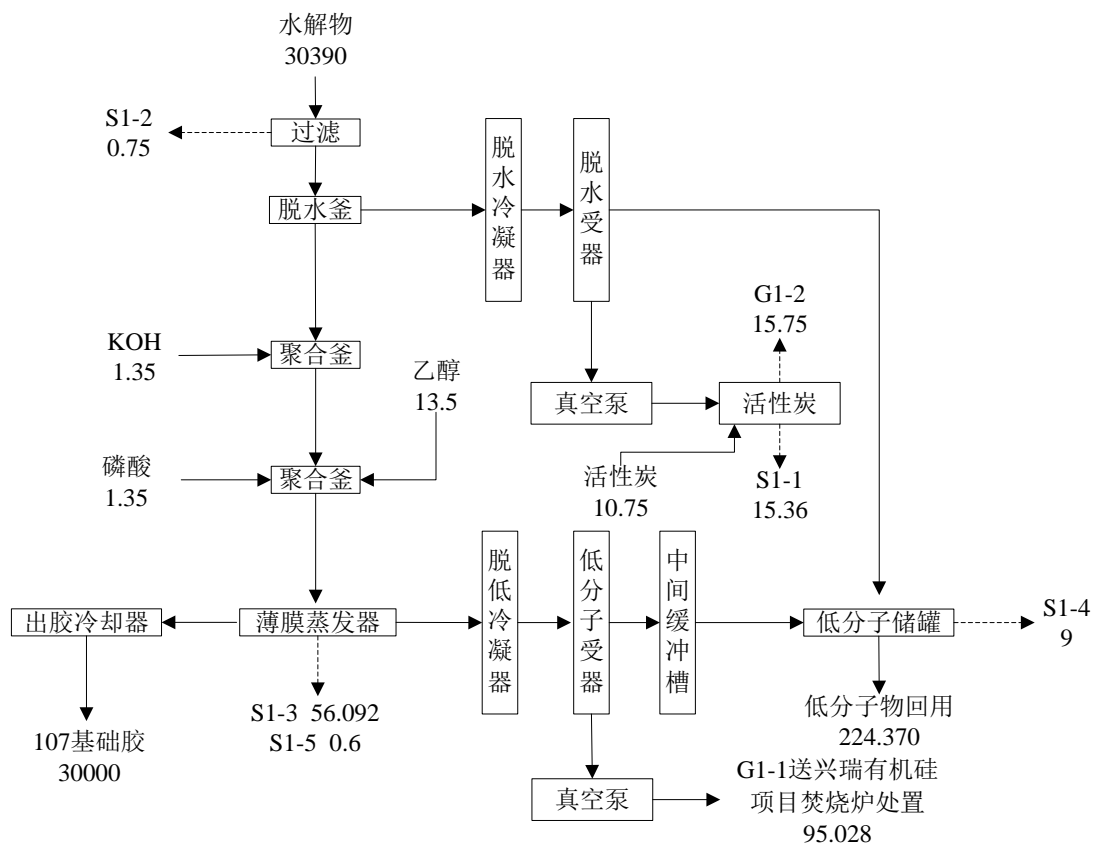 水解物
30390
S1-2
0.75
过滤
脱水釜
脱水冷凝器
脱水受器
G1-2
15.75
KOH
1.35
聚合釜
乙醇
13.5
真空泵
活性炭
磷酸
1.35
聚合釜
活性炭
10.75
S1-1
15.36
出胶冷却器
薄膜蒸发器
脱低冷凝器
低分子受器
中间缓冲槽
低分子储罐
S1-4
9
107基础胶
30000
S1-3 56.092
S1-5 0.6
低分子物回用
224.370
真空泵
G1-1送兴瑞有机硅
项目焚烧炉处置
95.028